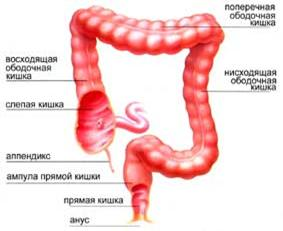 поперечная
ободочная
кишка
восходящая
ободочная
кишка
нисходящая
ободочная
кишка
слепая кишка
аппендикс
ампула прямой кишки
прямая кишка
анус